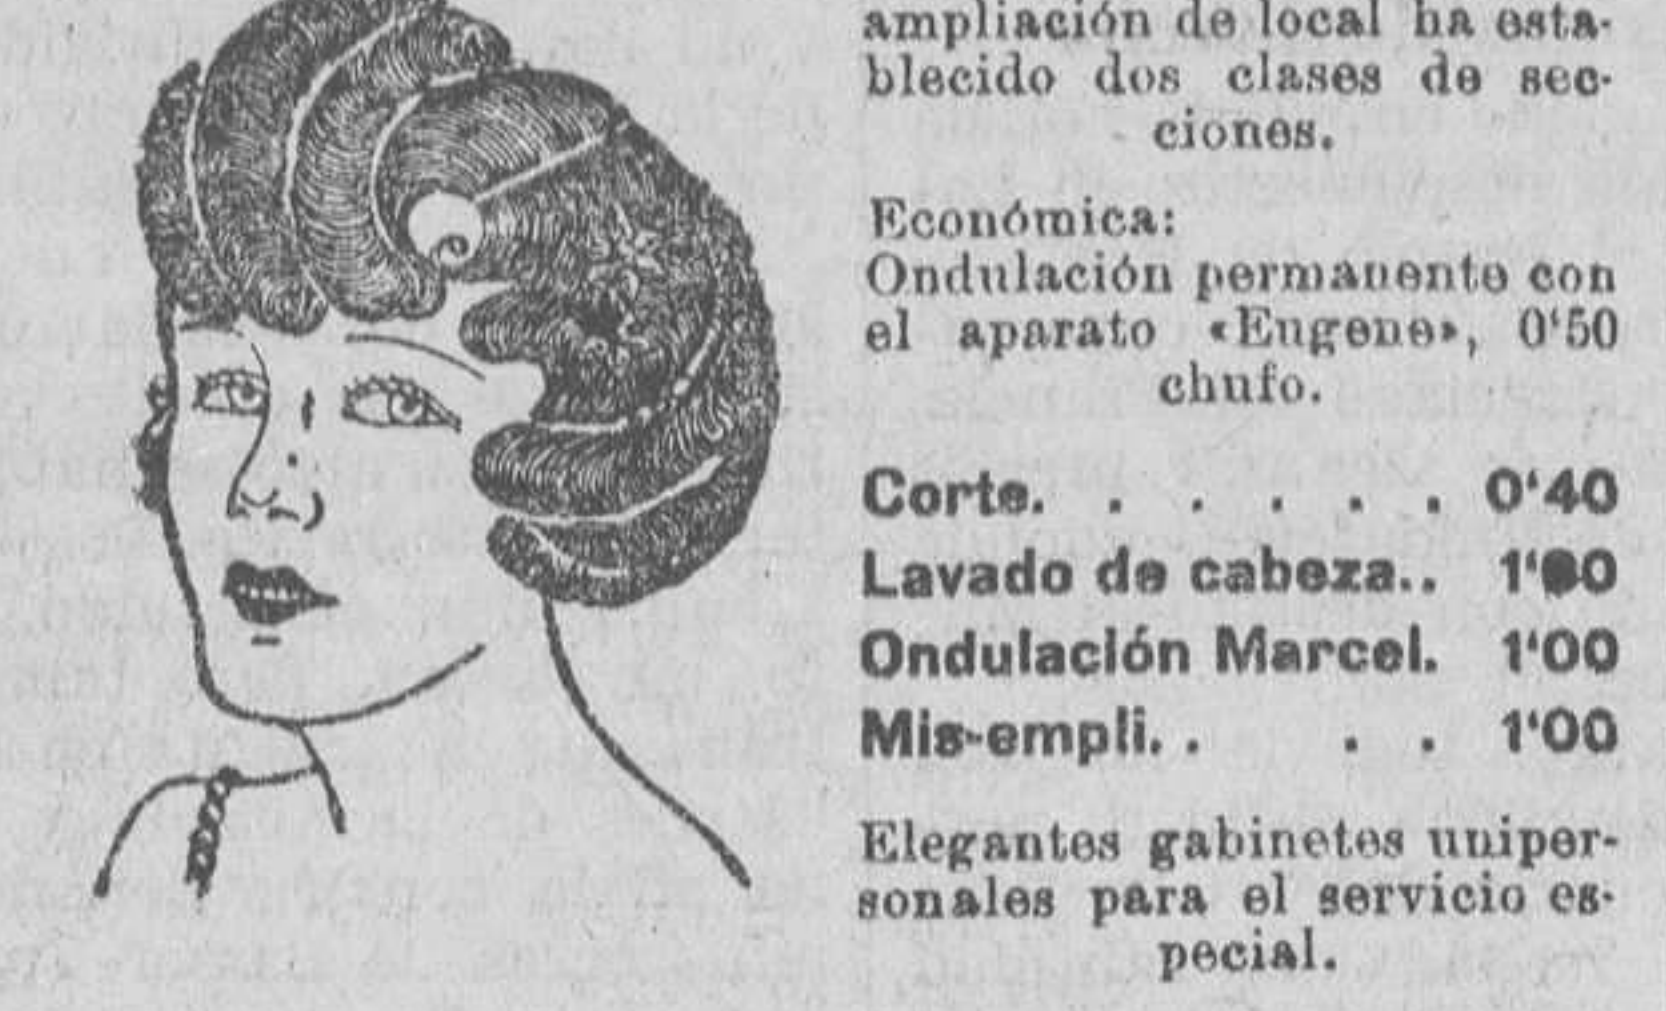 ampliación de local ha esta-
blecido dos clases de sec-
ciones.
Económica:
Ondulación permanente con
el aparato «Eugene», 0'50
chufo.
Corte. . . . . . 0'40
Lavado de cabeza..
Ondulación Marcel. 1'00
Mis-empli. . . . 1'00
Elegantes gabinetes uniper-
sonales para el servicio es-
pecial.